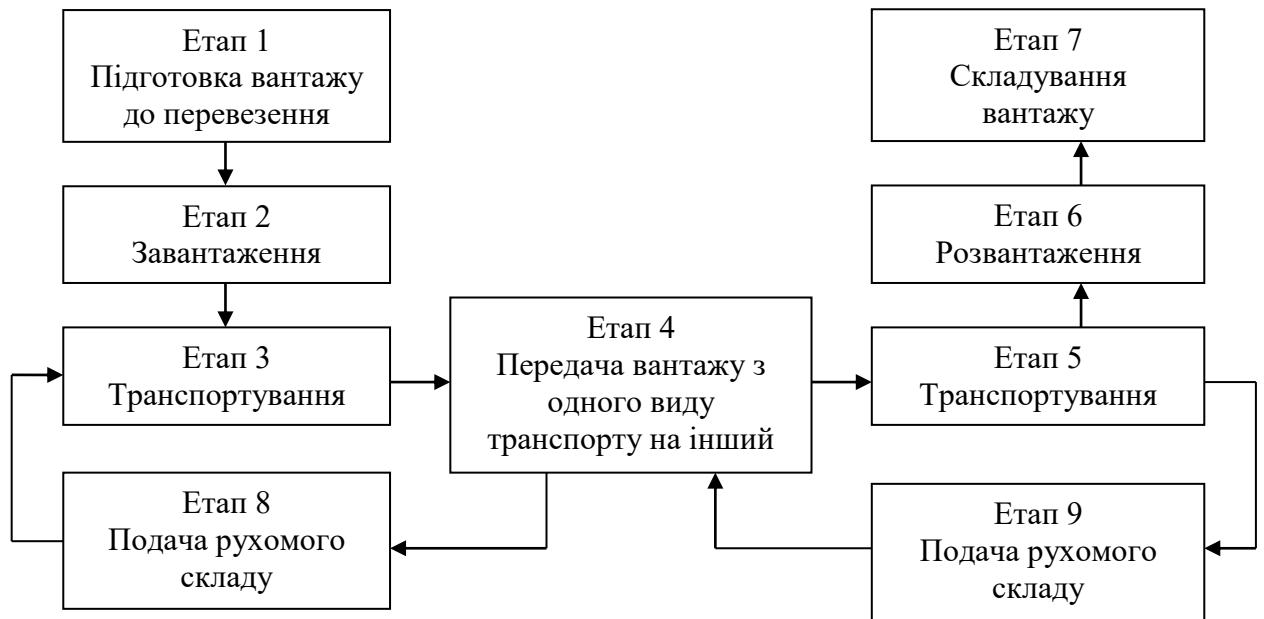 Етап 1
Підготовка вантажу
до перевезення
Етап 2
Завантаження
Етап 3
Транспортування
Етап 4
Передача вантажу з
одного виду
транспорту на інший
Етап 5
Транспортування
Етап 6
Розвантаження
Етап 7
Складування
вантажу
Етап 8
Подача рухомого
складу
Етап 9
Подача рухомого
складу